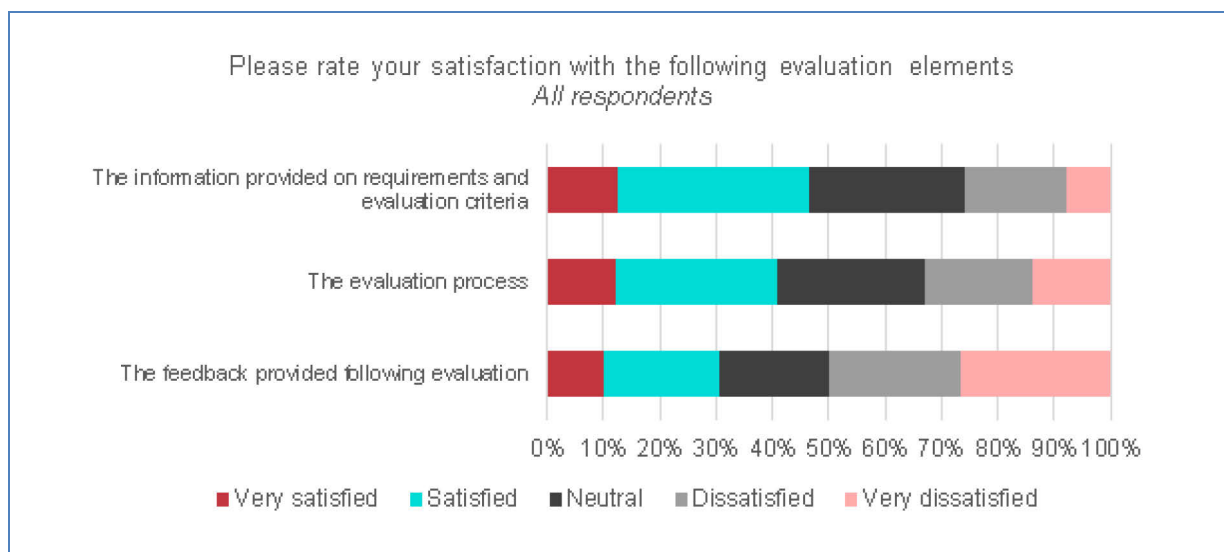 Please rate your satisfaction with the following evaluation elements
All respondents
The information provided on requirements and
evaluation criteria
The evaluation process
The feedback provided following evaluation
0% 10% 20% 30% 40% 50% 60% 70% 80% 90% 100%
Very satisfied Satisfied Neutral Dissatisfied Very dissatisfied